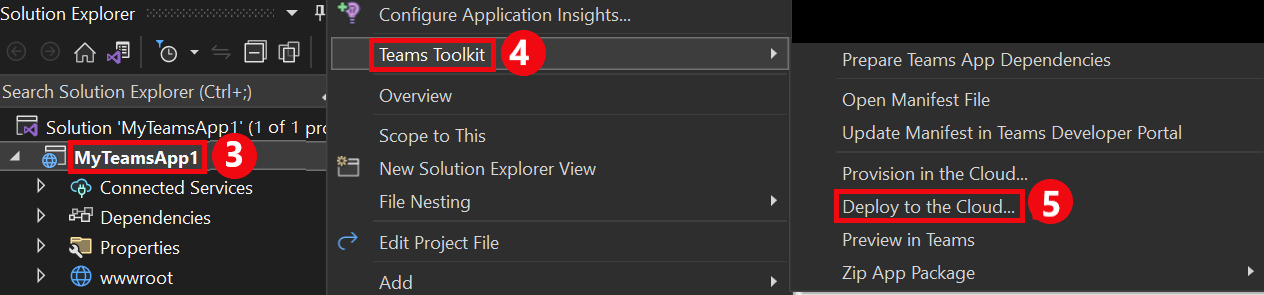 Solution Explorer
Search Solution Explorer (Ctrl+;)
Solution 'MyTeamsApp1' (1 of 1 pro
MyTeamsApp1
3
Connected Services
Dependencies
Properties
wwwroot
Configure Application Insights...
Teams Toolkit
4
Overview
Scope to This
New Solution Explorer View
File Nesting
Edit Project File
Add
Prepare Teams App Dependencies
Open Manifest File
Update Manifest in Teams Developer Portal
Provision in the Cloud...
Deploy to the Cloud...
5
Preview in Teams
Zip App Package